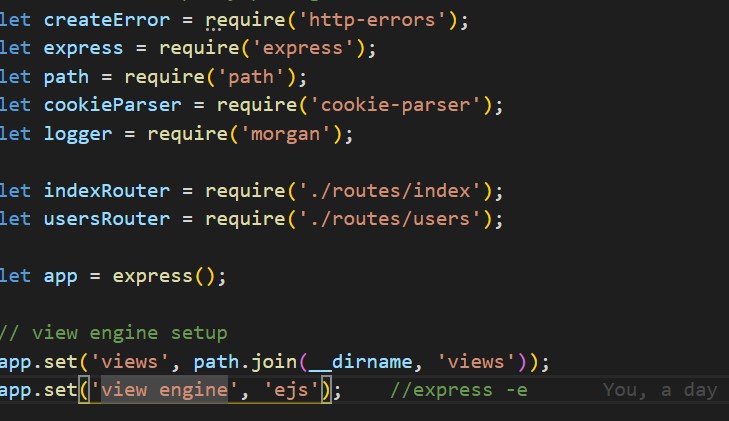 let createError = require('http-errors');
let express = require('express');
let path = require('path');
let cookieParser = require('cookie-parser');
let logger = require('morgan');
let indexRouter = require('./routes/index');
let usersRouter = require('./routes/users');
let app = express();
// view engine setup
app.set('views', path.join(__dirname, 'views'));
app.set('view engine', 'ejs'); //express -e You, a day